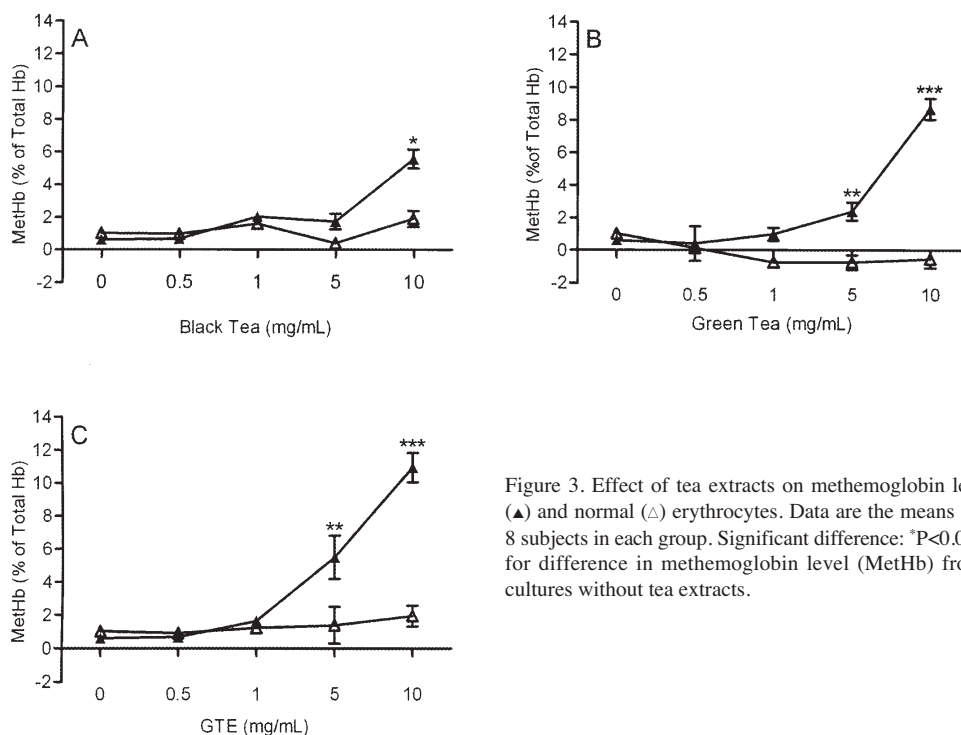 A
14
12
10
8
6
4
2
0
-2
MetHb (% of Total Hb)
*
0 0.5 1 5 10
Black Tea (mg/mL)
B
14
12
10
8
6
4
2
0
-2
MetHb (%of Total Hb)
**
***
0 0.5 1 5 10
Green Tea (mg/mL)
C
14
12
10
8
6
4
2
0
-2
MetHb (% of Total Hb)
**
***
0 0.5 1 5 10
GTE (mg/mL)
Figure 3. Effect of tea extracts on methemoglobin
(▲) and normal (△) erythrocytes. Data are the means
8 subjects in each group. Significant difference: *P<0.0
for difference in methemoglobin level (MetHb)
cultures without tea extracts.